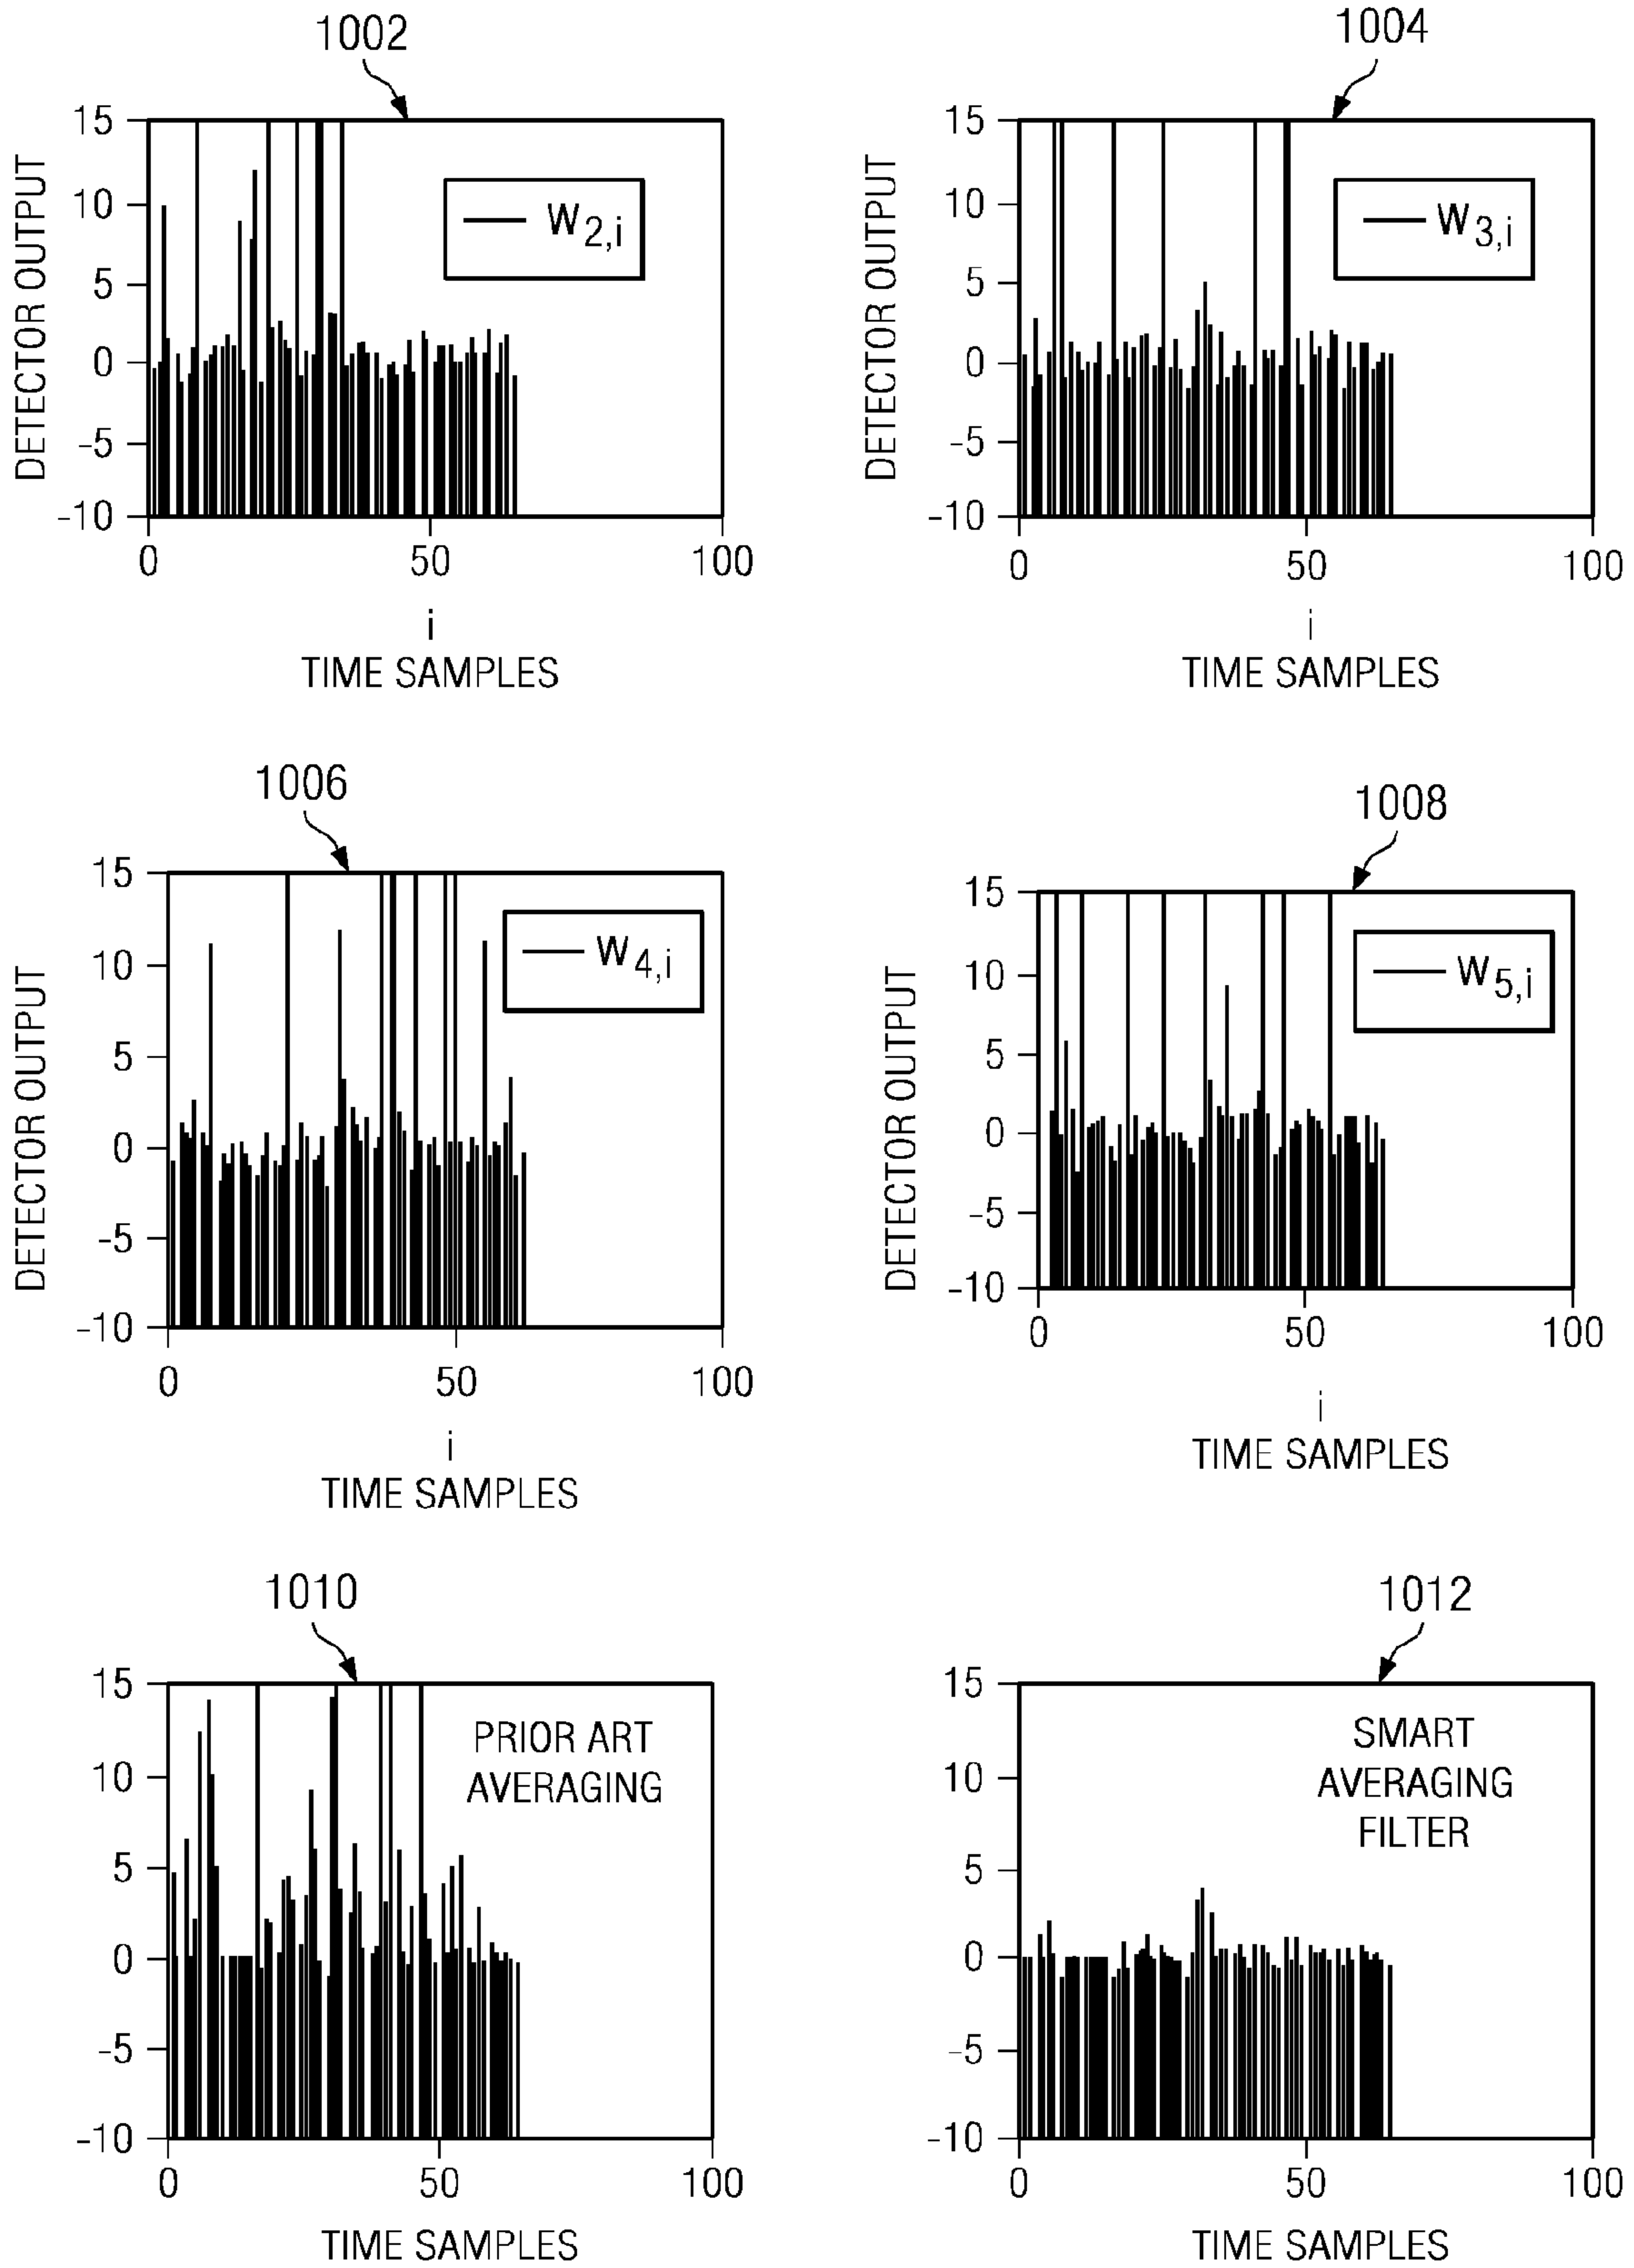 1002
15
10
5
0
-5
-10
DETECTOR OUTPUT
W2,i
0 50 100
i
TIME SAMPLES
1004
15
10
5
0
-5
-10
DETECTOR OUTPUT
W3,i
0 50 100
i
TIME SAMPLES
1006
15
10
5
0
-5
-10
DETECTOR OUTPUT
W4,i
0 50 100
i
TIME SAMPLES
1008
15
10
5
0
-5
-10
DETECTOR OUTPUT
W5,i
0 50 100
i
TIME SAMPLES
1010
15
10
5
0
-5
-10
PRIOR ART
AVERAGING
0 50 100
TIME SAMPLES
1012
15
10
5
0
-5
-10
SMART
AVERAGING
FILTER
0 50 100
TIME SAMPLES